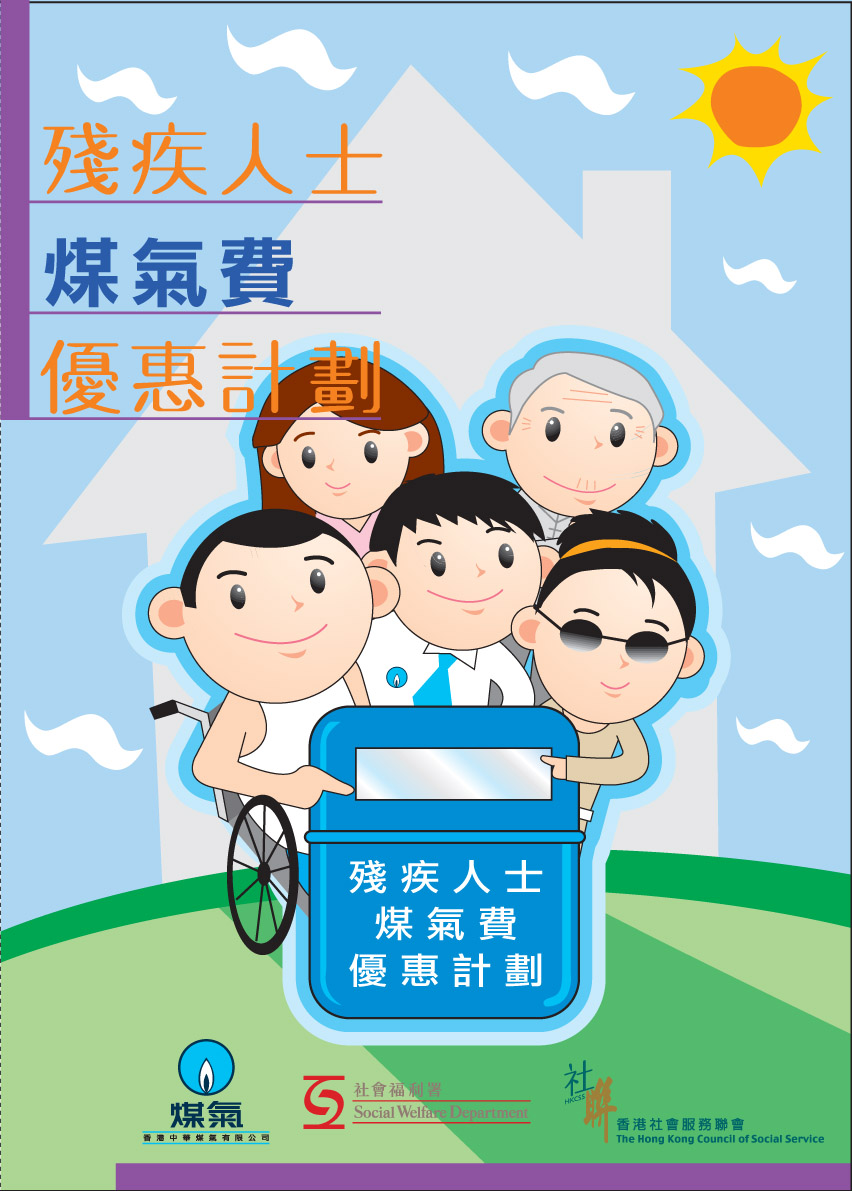 殘疾人士
煤氣費
優惠計劃
殘疾人士
煤氣費
優惠計劃
煤氣
香港中華煤氣有限公司
社會福利署
Social Welfare Department
社聯
HKCSS
香港社會服務聯會
The Hong Kong Council of Social Service